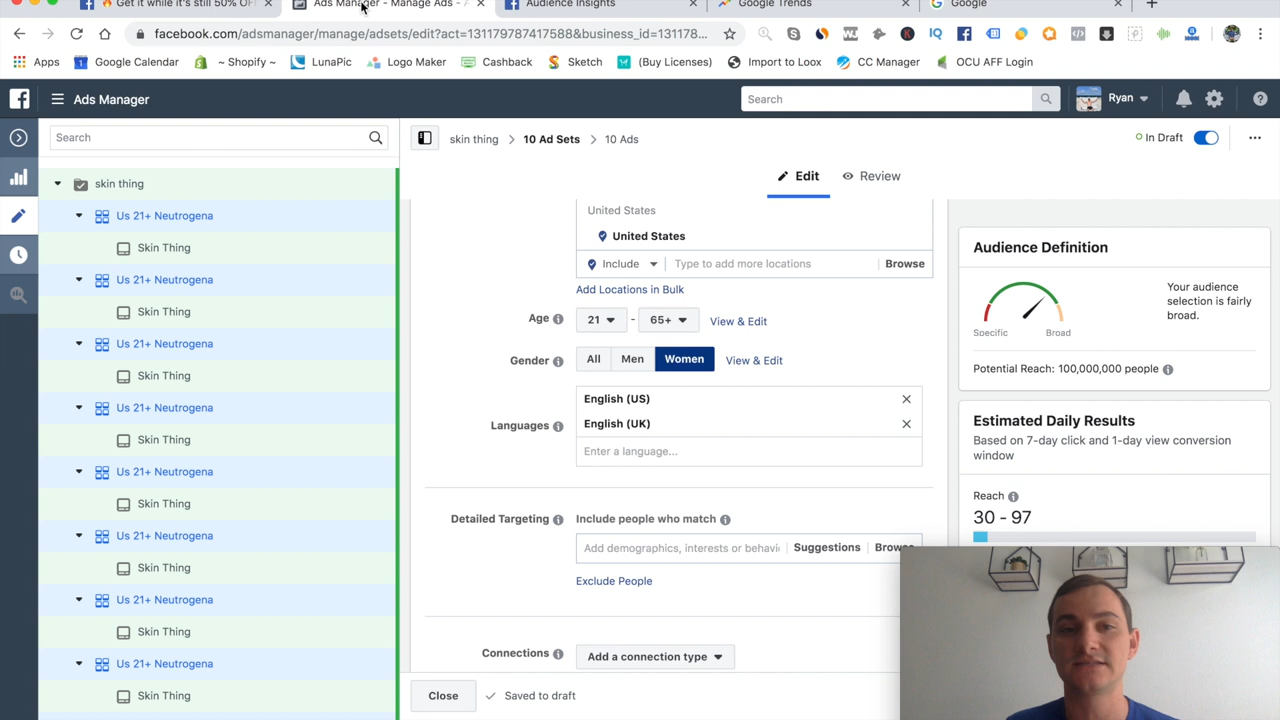 Get it while it's still 50% OFF
Ads Manager - Manage Ads - A
Audience Insights
Google Trends
Google
facebook.com/adsmanager/manage/adsets/edit?act=131179787417588&business_id=131178...
Apps
Google Calendar
~ Shopify ~
LunaPic
Logo Maker
Cashback
Sketch
(Buy Licenses)
Import to Loox
CC Manager
OCU AFF Login
Ads Manager
Search
Ryan
Search
skin thing
10 Ad Sets
10 Ads
In Draft
Edit
Review
skin thing
Us 21+ Neutrogena
Skin Thing
Us 21+ Neutrogena
Skin Thing
Us 21+ Neutrogena
Skin Thing
Us 21+ Neutrogena
Skin Thing
Us 21+ Neutrogena
Skin Thing
Us 21+ Neutrogena
Skin Thing
Us 21+ Neutrogena
Skin Thing
Us 21+ Neutrogena
Skin Thing
United States
United States
Include
Type to add more locations
Browse
Add Locations in Bulk
Age
21 - 65+
View & Edit
Gender
All
Men
Women
View & Edit
Languages
English (US)
English (UK)
Enter a language...
Detailed Targeting
Include people who match
Add demographics, interests or behavi
Suggestions
Browse
Exclude People
Connections
Add a connection type
Close
Saved to draft
Audience Definition
Your audience
selection is fairly
broad.
Specific
Broad
Potential Reach: 100,000,000 people
Estimated Daily Results
Based on 7-day click and 1-day view conversion
window
Reach
30 - 97